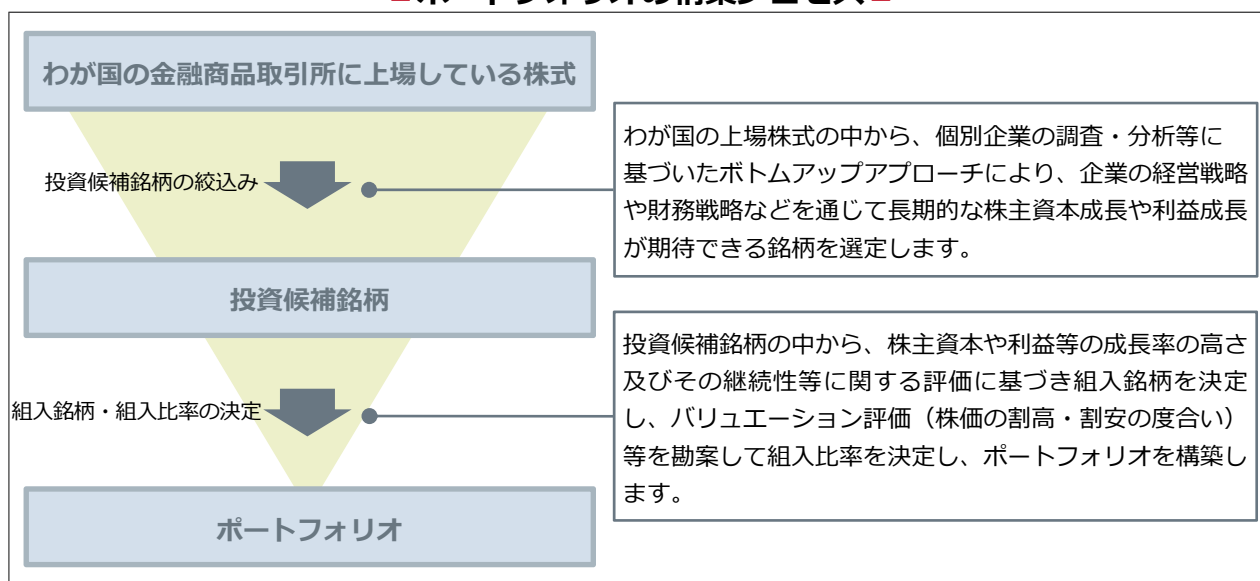 わが国の金融商品取引所に上場している株式
投資候補銘柄の絞込み
わが国の上場株式の中から、個別企業の調査・分析等に
基づいたボトムアップアプローチにより、企業の経営戦略
や財務戦略などを通じて長期的な株主資本成長や利益成長
が期待できる銘柄を選定します。
投資候補銘柄
組入銘柄・組入比率の決定
投資候補銘柄の中から、株主資本や利益等の成長率の高さ
及びその継続性等に関する評価に基づき組入銘柄を決定
し、バリュエーション評価（株価の割高・割安の度合い）
等を勘案して組入比率を決定し、ポートフォリオを構築し
ます。
ポートフォリオ